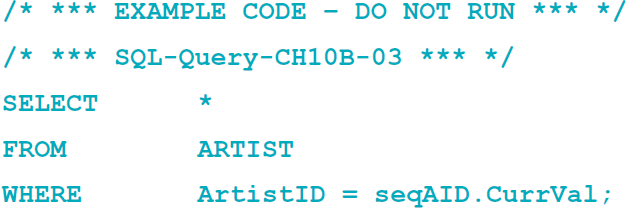 /* *** EXAMPLE CODE – DO NOT RUN *** */
/* *** SQL-Query-CH10B-03 *** */
SELECT *
FROM ARTIST
WHERE ArtistID = seqAID.CurrVal;